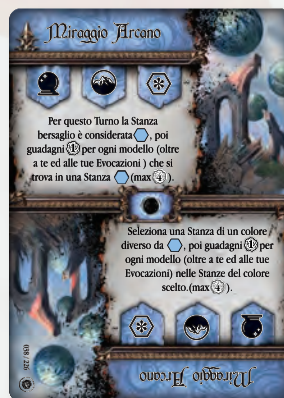 Miraggio Arcano
Per questo Turno la Stanza
bersaglio è considerata , poi
guadagni 1 per ogni modello (oltre
a te ed alle tue Evocazioni ) che si
trova in una Stanza (max 4 ).
Seleziona una Stanza di un colore
diverso da , poi guadagni 1 per
ogni modello (oltre a te ed alle tue
Evocazioni) nelle Stanze del colore
scelto.(max 4 ).
Miraggio Arcano